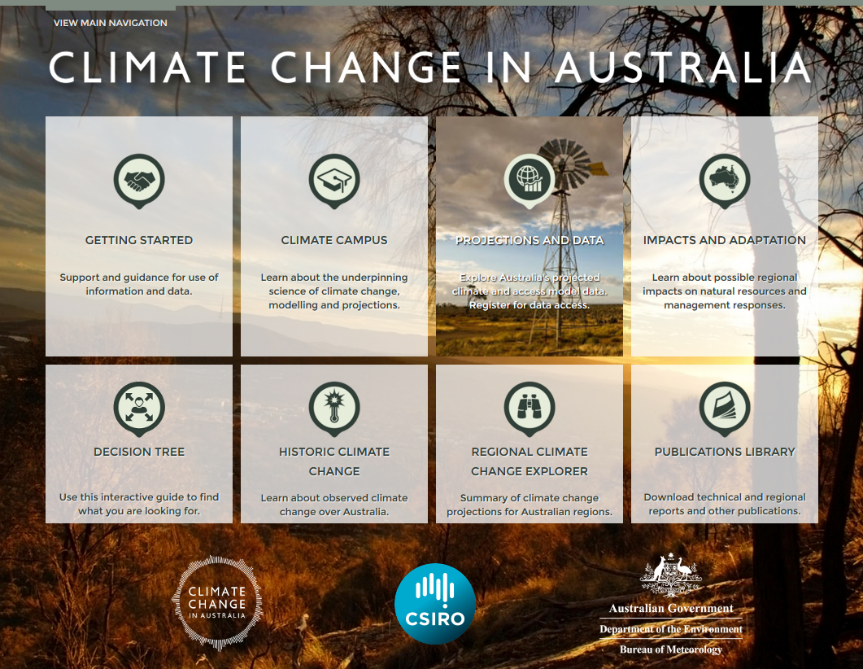 VIEW MAIN NAVIGATION
CLIMATE CHANGE IN AUSTRALIA
GETTING STARTED
Support and guidance for use of
information and data.
CLIMATE CAMPUS
Learn about the underpinning
science of climate change,
modelling and projections.
PROJECTIONS AND DATA
Explore Australia's projected
climate and access model data.
Register for data access.
IMPACTS AND ADAPTATION
Learn about possible regional
impacts on natural resources and
management responses.
DECISION TREE
Use this interactive guide to find
what you are looking for.
HISTORIC CLIMATE
CHANGE
Learn about observed climate
change over Australia.
REGIONAL CLIMATE
CHANGE EXPLORER
Summary of climate change
projections for Australian regions.
PUBLICATIONS LIBRARY
Download technical and regional
reports and other publications.
CLIMATE
CHANGE
IN AUSTRALIA
CSIRO
Australian Government
Department of the Environment
Bureau of Meteorology